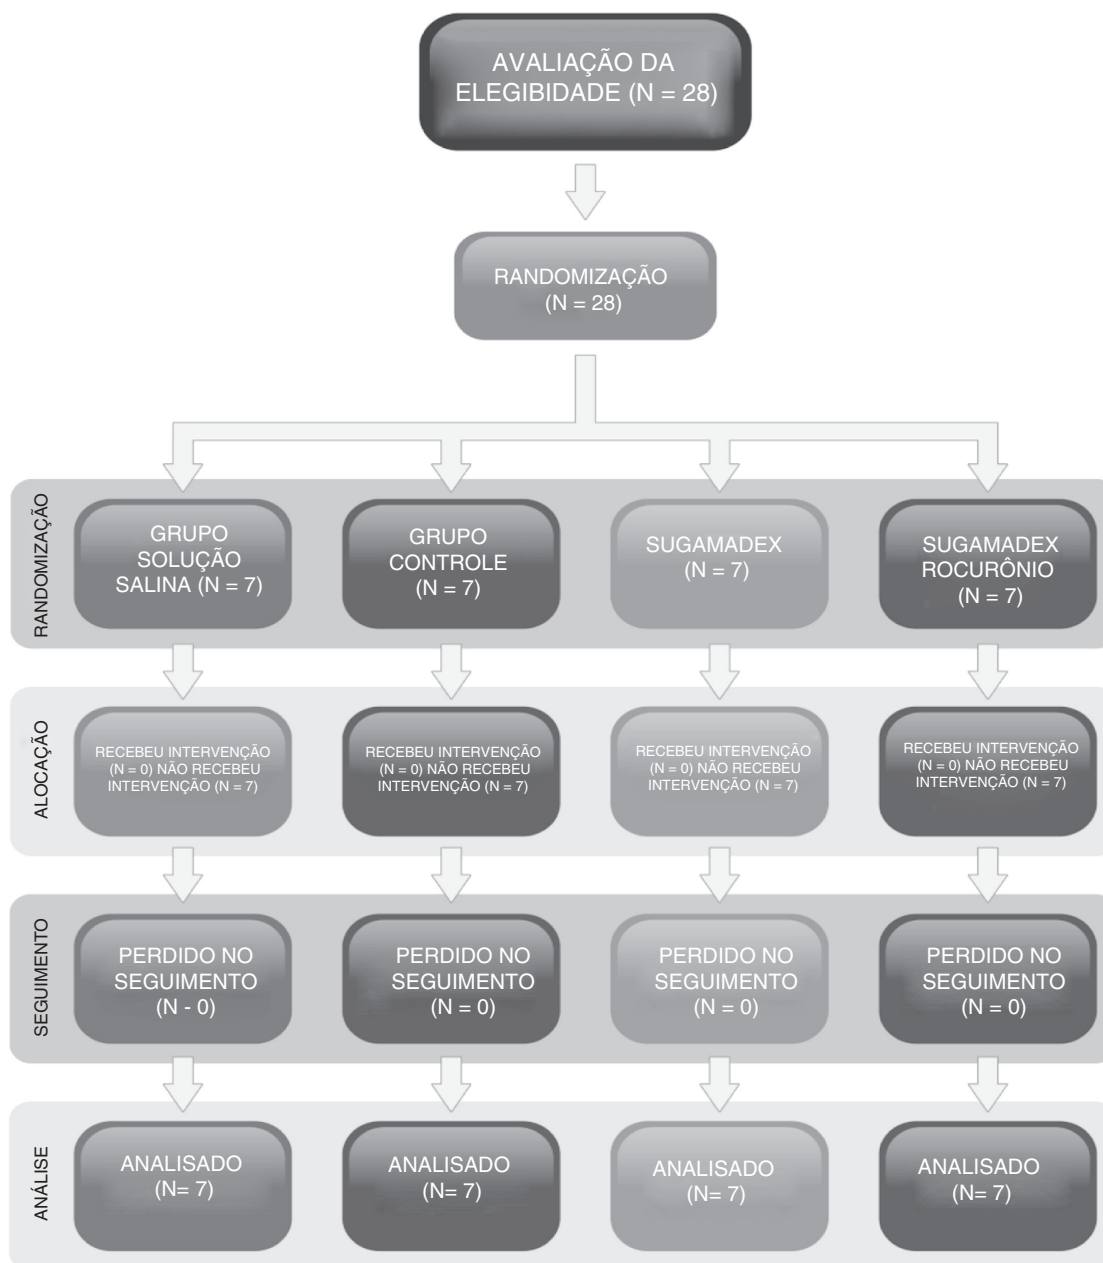 AVALIAÇÃO DA
ELEGIBIDADE (N = 28)
RANDOMIZAÇÃO
(N = 28)
RANDOMIZAÇÃO
GRUPO
SOLUÇÃO
SALINA (N = 7)
GRUPO
CONTROLE
(N = 7)
SUGAMADEX
(N = 7)
SUGAMADEX
ROCURÔNIO
(N = 7)
ALOCAÇÃO
RECEBEU INTERVENÇÃO
(N = 0) NÃO RECEBEU
INTERVENÇÃO (N = 7)
RECEBEU INTERVENÇÃO
(N = 0) NÃO RECEBEU
INTERVENÇÃO (N = 7)
RECEBEU INTERVENÇÃO
(N = 0) NÃO RECEBEU
INTERVENÇÃO (N = 7)
RECEBEU INTERVENÇÃO
(N = 0) NÃO RECEBEU
INTERVENÇÃO (N = 7)
SEGUIMENTO
PERDIDO NO
SEGUIMENTO
(N - 0)
PERDIDO NO
SEGUIMENTO
(N = 0)
PERDIDO NO
SEGUIMENTO
(N = 0)
PERDIDO NO
SEGUIMENTO
(N = 0)
ANÁLISE
ANALISADO
(N= 7)
ANALISADO
(N= 7)
ANALISADO
(N= 7)
ANALISADO
(N= 7)